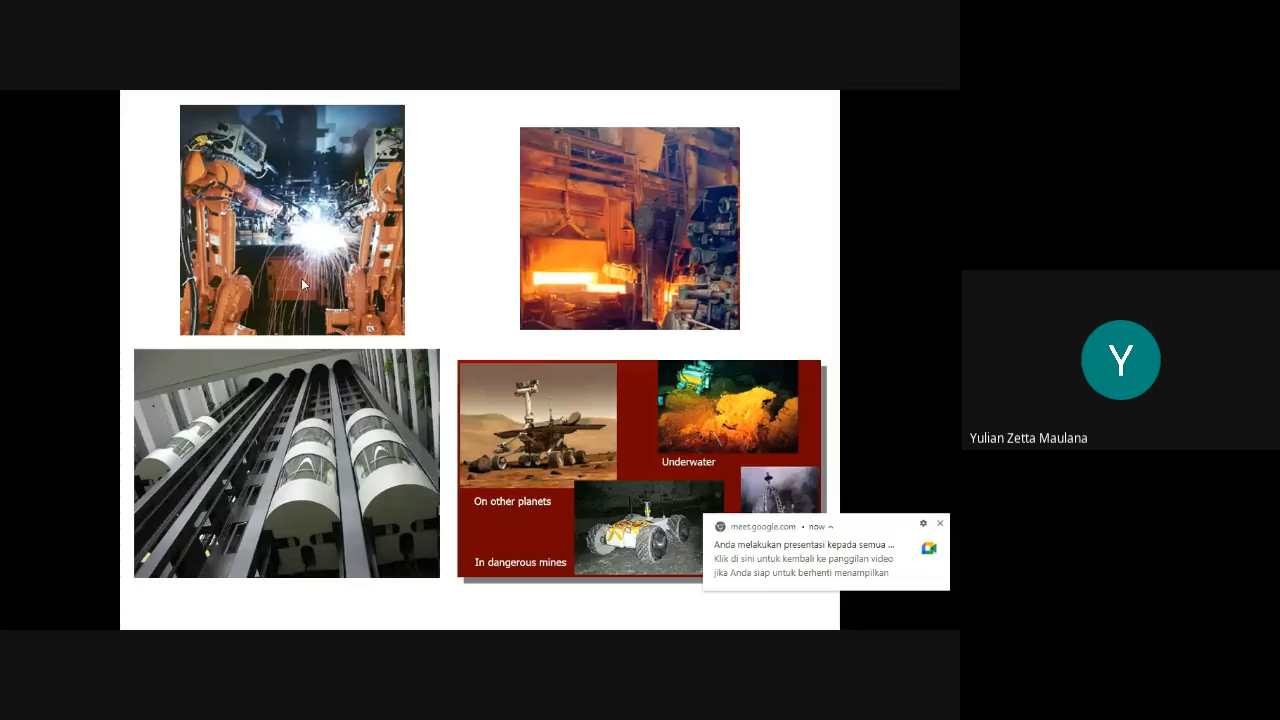 Underwater
On other planets
In dangerous mines
meet.google.com • now
Anda melakukan presentasi kepada semua ...
Klik di sini untuk kembali ke panggilan video
jika Anda siap untuk berhenti menampilkan
Y
Yulian Zetta Maulana